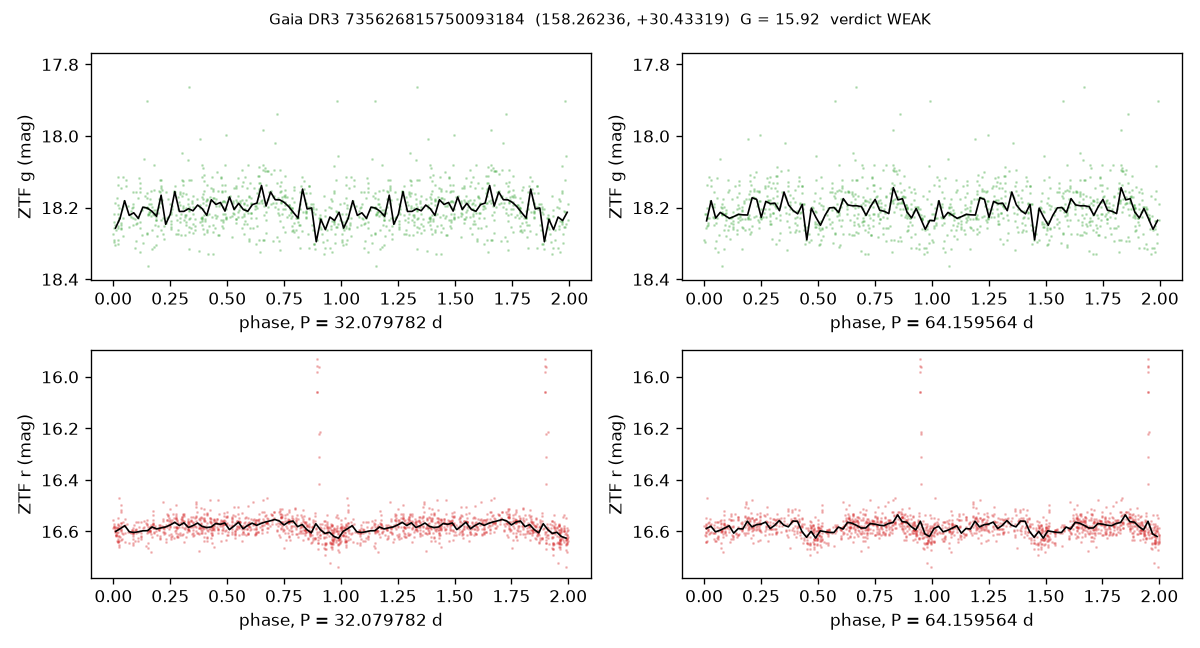 Gaia DR3 735626815750093184 (158.26236, +30.43319) G = 15.92 verdict WEAK
ZTF g (mag)
17.8
18.0
18.2
18.4
0.00 0.25 0.50 0.75 1.00 1.25 1.50 1.75 2.00
phase, P = 32.079782 d
ZTF g (mag)
17.8
18.0
18.2
18.4
0.00 0.25 0.50 0.75 1.00 1.25 1.50 1.75 2.00
phase, P = 64.159564 d
ZTF r (mag)
16.0
16.2
16.4
16.6
0.00 0.25 0.50 0.75 1.00 1.25 1.50 1.75 2.00
phase, P = 32.079782 d
ZTF r (mag)
16.0
16.2
16.4
16.6
0.00 0.25 0.50 0.75 1.00 1.25 1.50 1.75 2.00
phase, P = 64.159564 d